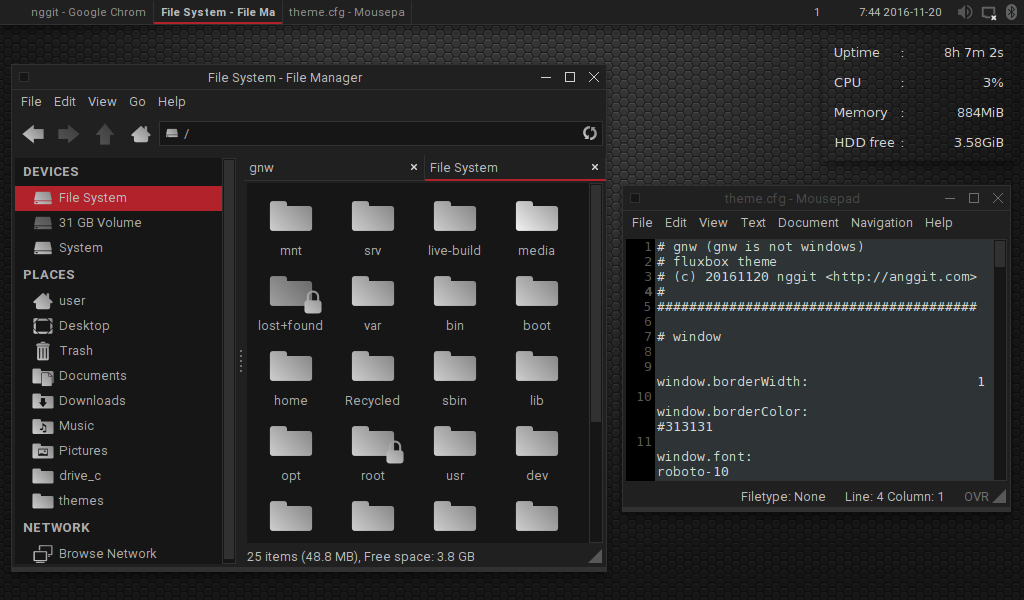 nggit - Google Chrom
File System - File Ma
theme.cfg - Mousepa
1
7:44 2016-11-20
Uptime : 8h 7m 2s
CPU : 3%
Memory : 884MiB
HDD free : 3.58GiB
File System - File Manager
File Edit View Go Help
/
DEVICES
File System
31 GB Volume
System
PLACES
user
Desktop
Trash
Documents
Downloads
Music
Pictures
drive_c
themes
NETWORK
Browse Network
gnw
File System
mnt srv live-build media
lost+found var bin boot
home Recycled sbin lib
opt root usr dev
25 items (48.8 MB), Free space: 3.8 GB
theme.cfg - Mousepad
File Edit View Text Document Navigation Help
1 # gnw (gnw is not windows)
2 # fluxbox theme
3 # (c) 20161120 nggit <http://anggit.com>
4 #
5 ########################################
6
7 # window
8
9
window.borderWidth: 1
10
window.borderColor:
#313131
11
window.font:
roboto-10
Filetype: None Line: 4 Column: 1 OVR